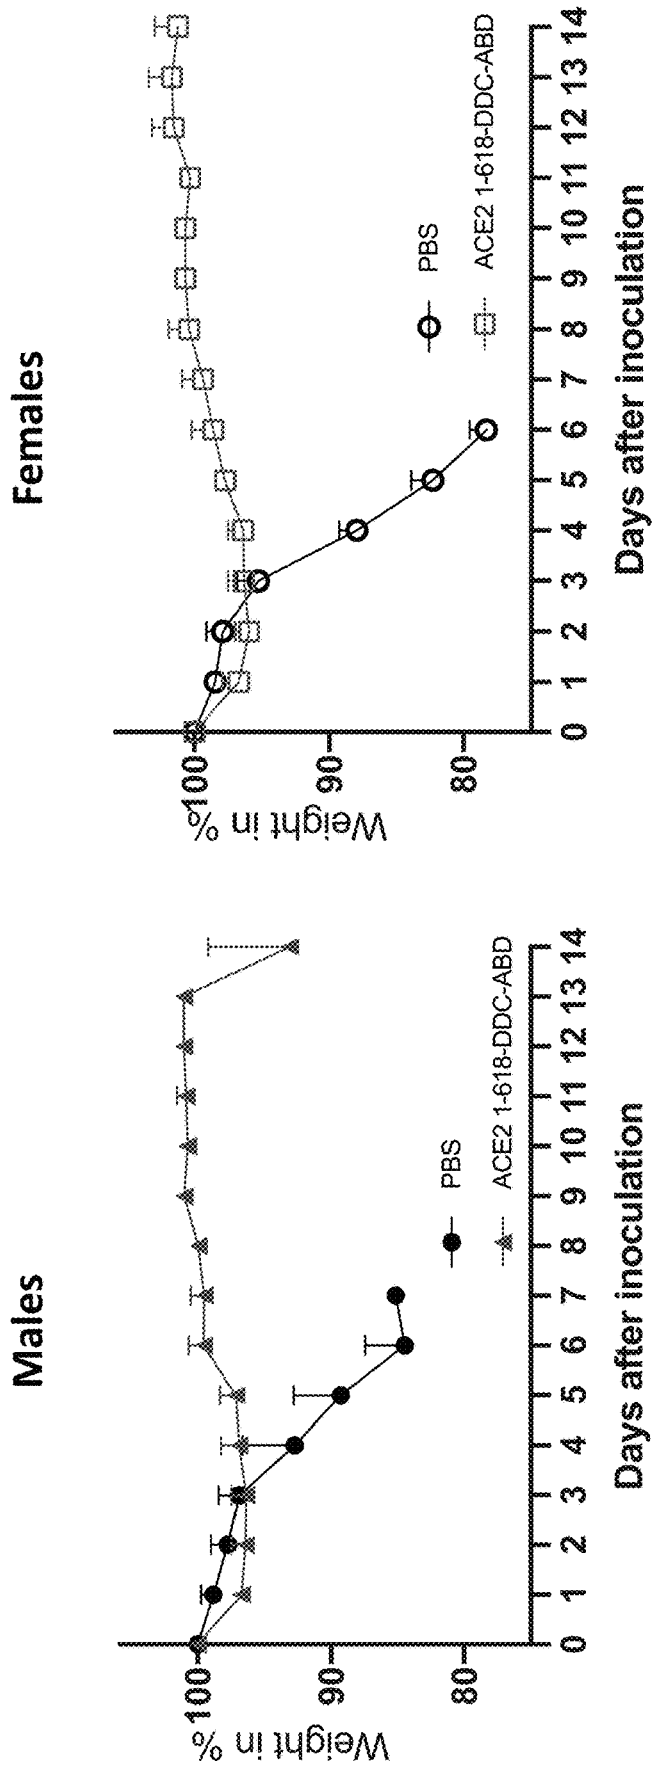 Males
Weight in %
100
90
80
0 1 2 3 4 5 6 7 8 9 10 11 12 13 14
Days after inoculation
PBS
ACE2 1-618-DDC-ABD
Females
Weight in %
100
90
80
0 1 2 3 4 5 6 7 8 9 10 11 12 13 14
Days after inoculation
PBS
ACE2 1-618-DDC-ABD